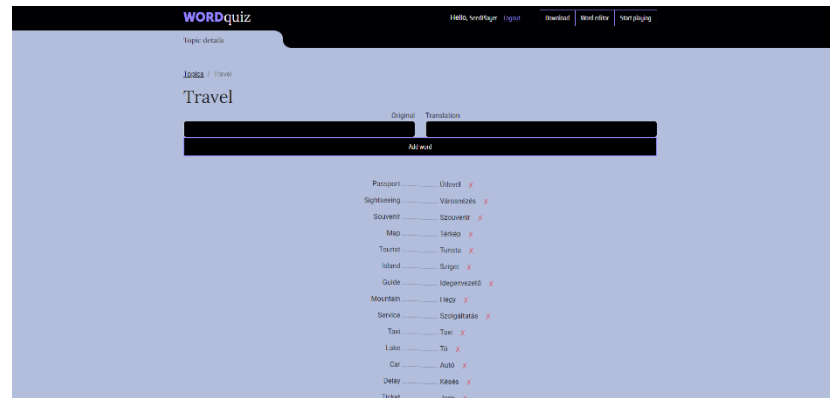 WORDquiz
Hello, SeedPlayer Logout Download Word editor Start playing
Topic details
Topics / Travel
Travel
Original Translation
Add word
Passport Útlevél X
Sightseeing Városnézés X
Souvenir Szouvenír X
Map Térkép X
Tourist Turista X
Island Sziget X
Guide Idegenvezető X
Mountain Hegy X
Service Szolgáltatás X
Taxi Taxi X
Lake Tó X
Car Autó X
Delay Késés X
Ticket